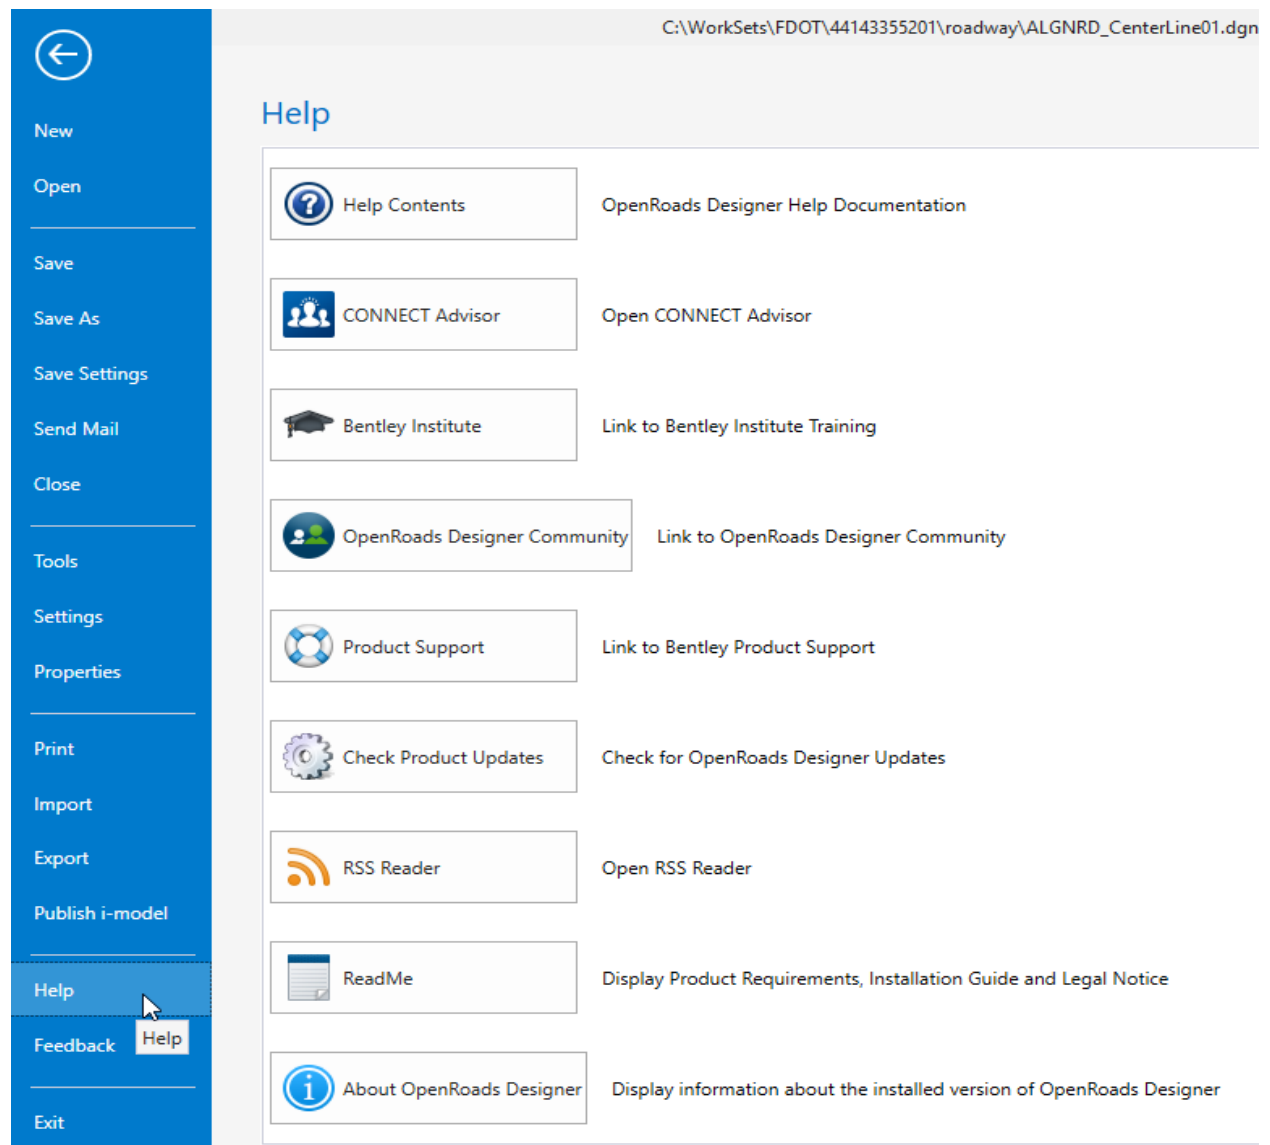 C:\WorkSets\FDOT\44143355201\roadway\ALGNRD_CenterLine01.dgn
New
Open
Save
Save As
Save Settings
Send Mail
Close
Tools
Settings
Properties
Print
Import
Export
Publish i-model
Help
Help
Feedback
Exit
Help
Help Contents OpenRoads Designer Help Documentation
CONNECT Advisor Open CONNECT Advisor
Bentley Institute Link to Bentley Institute Training
OpenRoads Designer Community Link to OpenRoads Designer Community
Product Support Link to Bentley Product Support
Check Product Updates Check for OpenRoads Designer Updates
RSS Reader Open RSS Reader
ReadMe Display Product Requirements, Installation Guide and Legal Notice
About OpenRoads Designer Display information about the installed version of OpenRoads Designer